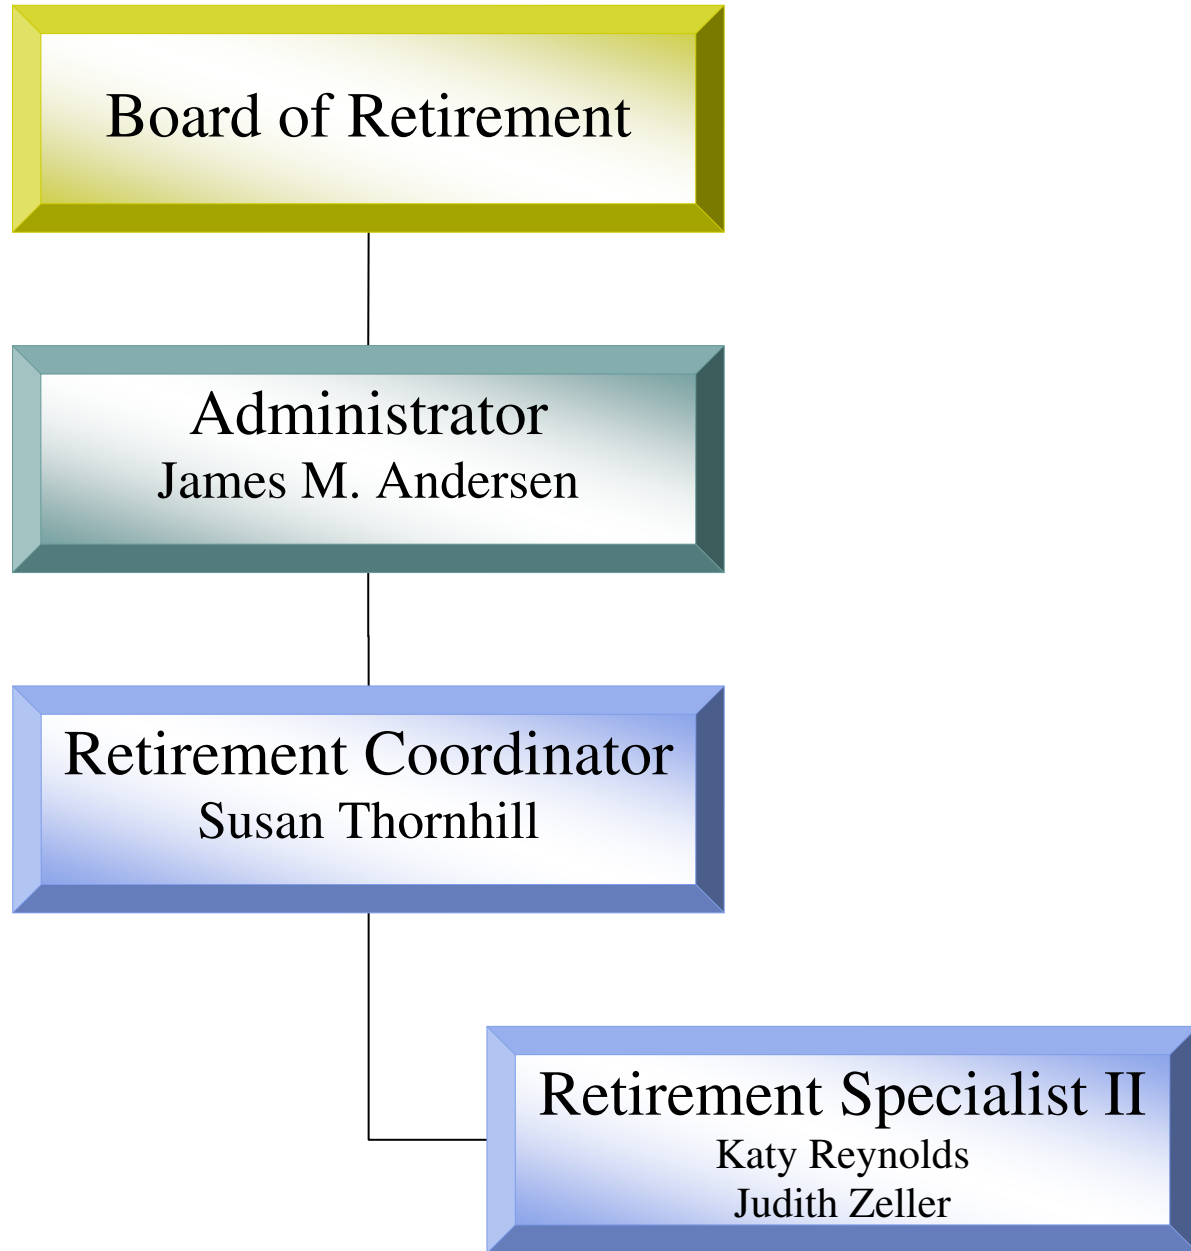 Board of Retirement
Administrator
James M. Andersen
Retirement Coordinator
Susan Thornhill
Retirement Specialist II
Katy Reynolds
Judith Zeller